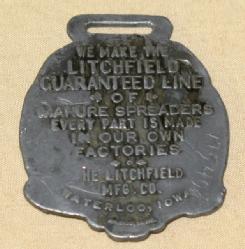 WE MAKE THE
LITCHFIELD
GUARANTEED LINE
OF
MANURE SPREADERS
EVERY PART IS MADE
IN OUR OWN
FACTORIES
THE LITCHFIELD
MFG. CO.
WATERLOO, IOWA